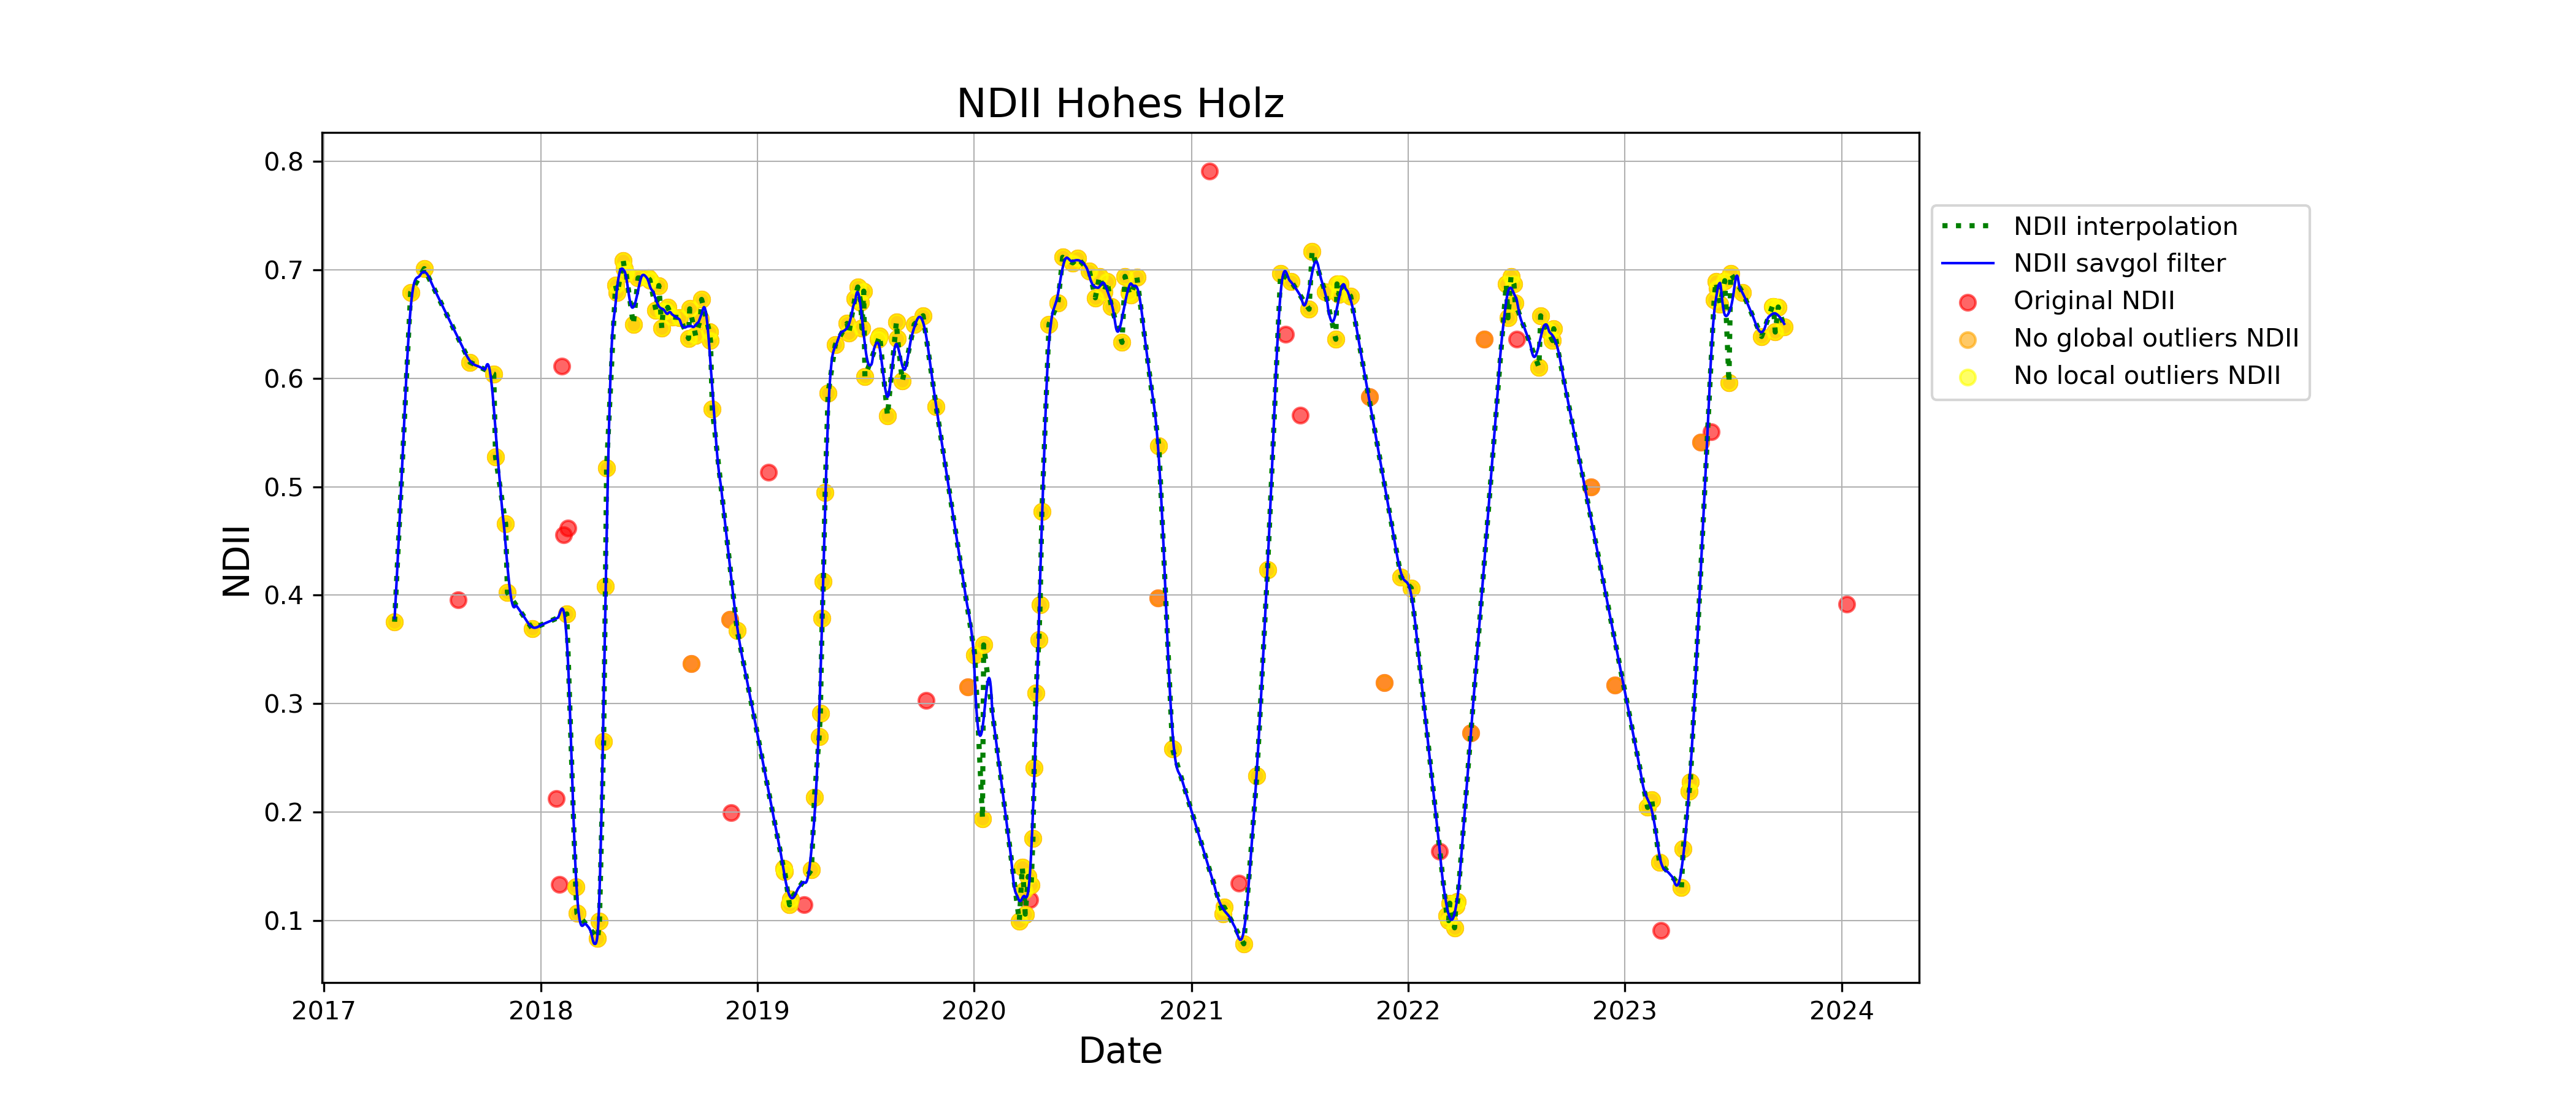 NDII Hohes Holz
0.8
0.7
0.6
0.5
0.4
0.3
0.2
0.1
NDII
2017 2018 2019 2020 2021 2022 2023 2024
Date
NDII interpolation
NDII savgol filter
Original NDII
No global outliers NDII
No local outliers NDII